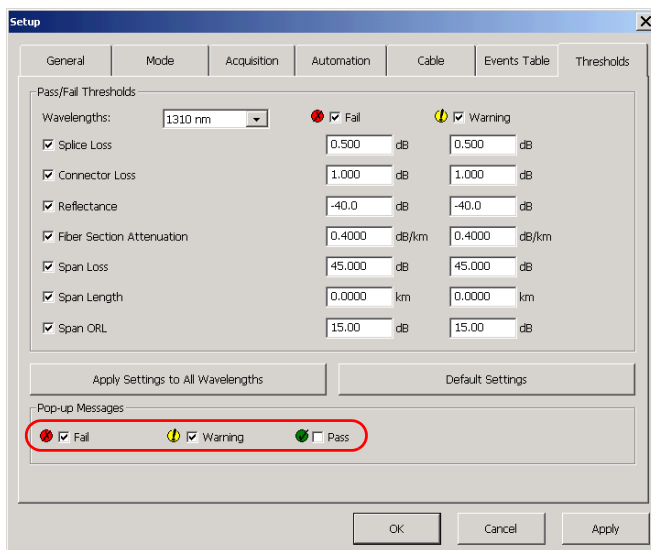 Setup
General Mode Acquisition Automation Cable Events Table Thresholds
Pass/Fail Thresholds
Wavelengths: 1310 nm Fail Warning
Splice Loss 0.500 dB 0.500 dB
Connector Loss 1.000 dB 1.000 dB
Reflectance -40.0 dB -40.0 dB
Fiber Section Attenuation 0.4000 dB/km 0.4000 dB/km
Span Loss 45.000 dB 45.000 dB
Span Length 0.0000 km 0.0000 km
Span ORL 15.00 dB 15.00 dB
Apply Settings to All Wavelengths Default Settings
Pop-up Messages
Fail Warning Pass
OK Cancel Apply